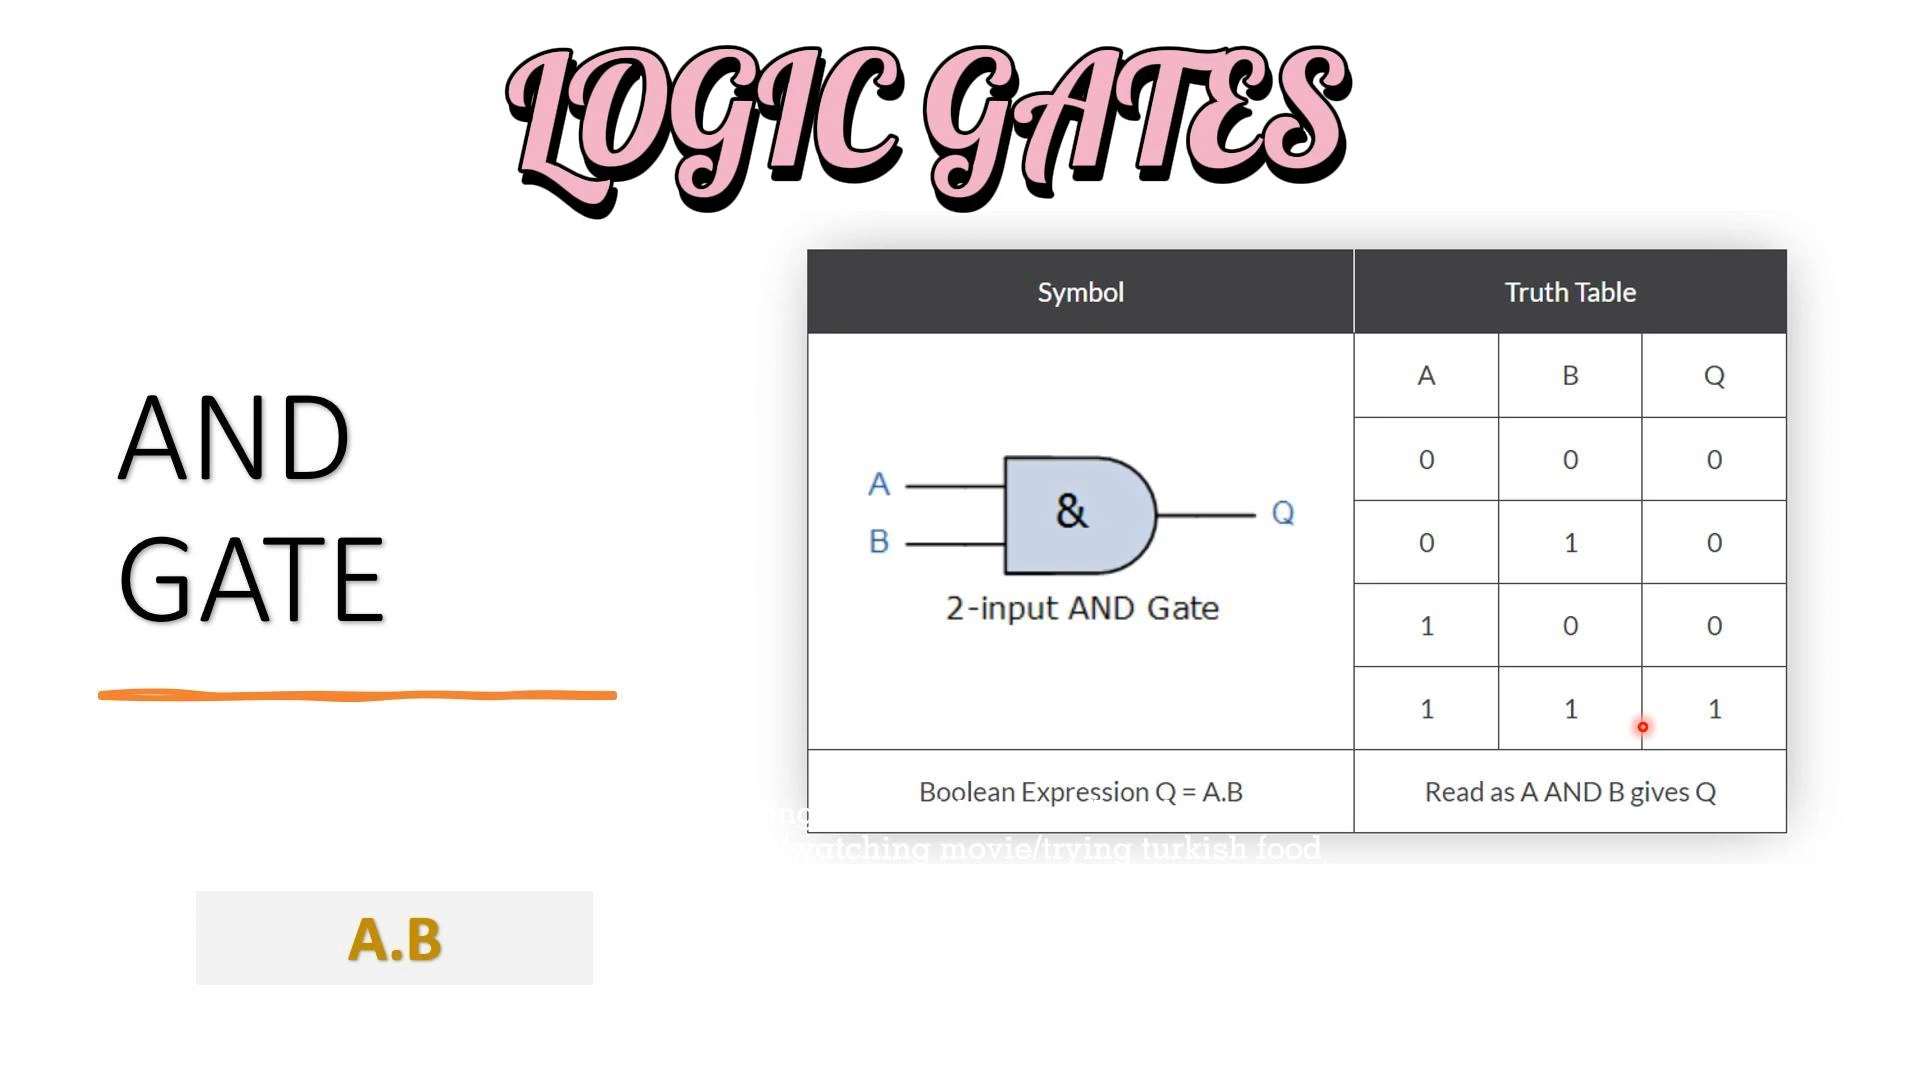 LOGIC GATES
AND
GATE
Symbol
Truth Table
A B Q
0 0 0
0 1 0
1 0 0
1 1 1
A
B
&
Q
2-input AND Gate
Boolean Expression Q = A.B
Read as A AND B gives Q
/watching movie/trying turkish food
A.B